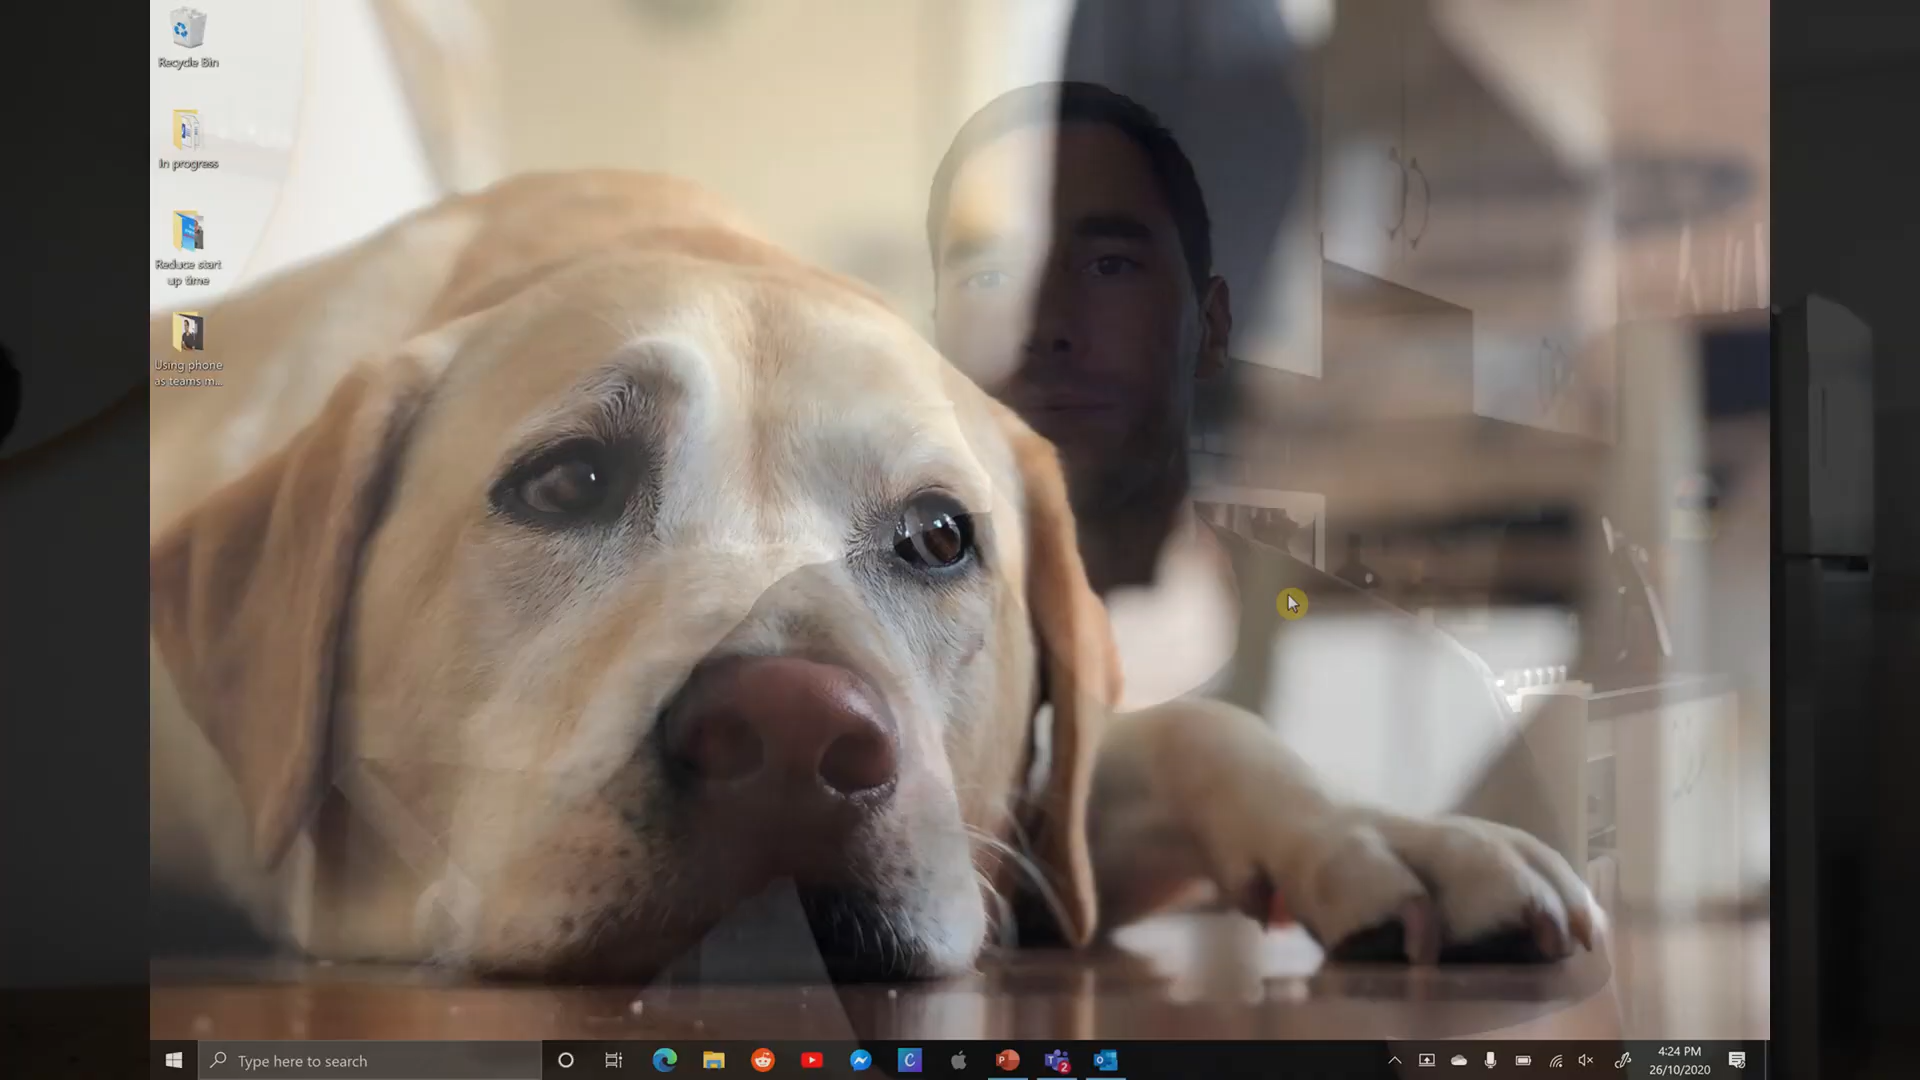 Recycle Bin
In progress
Reduce start
up time
Using phone
as teams m...
Type here to search
C
P
T
2
O
4:24 PM
26/10/2020